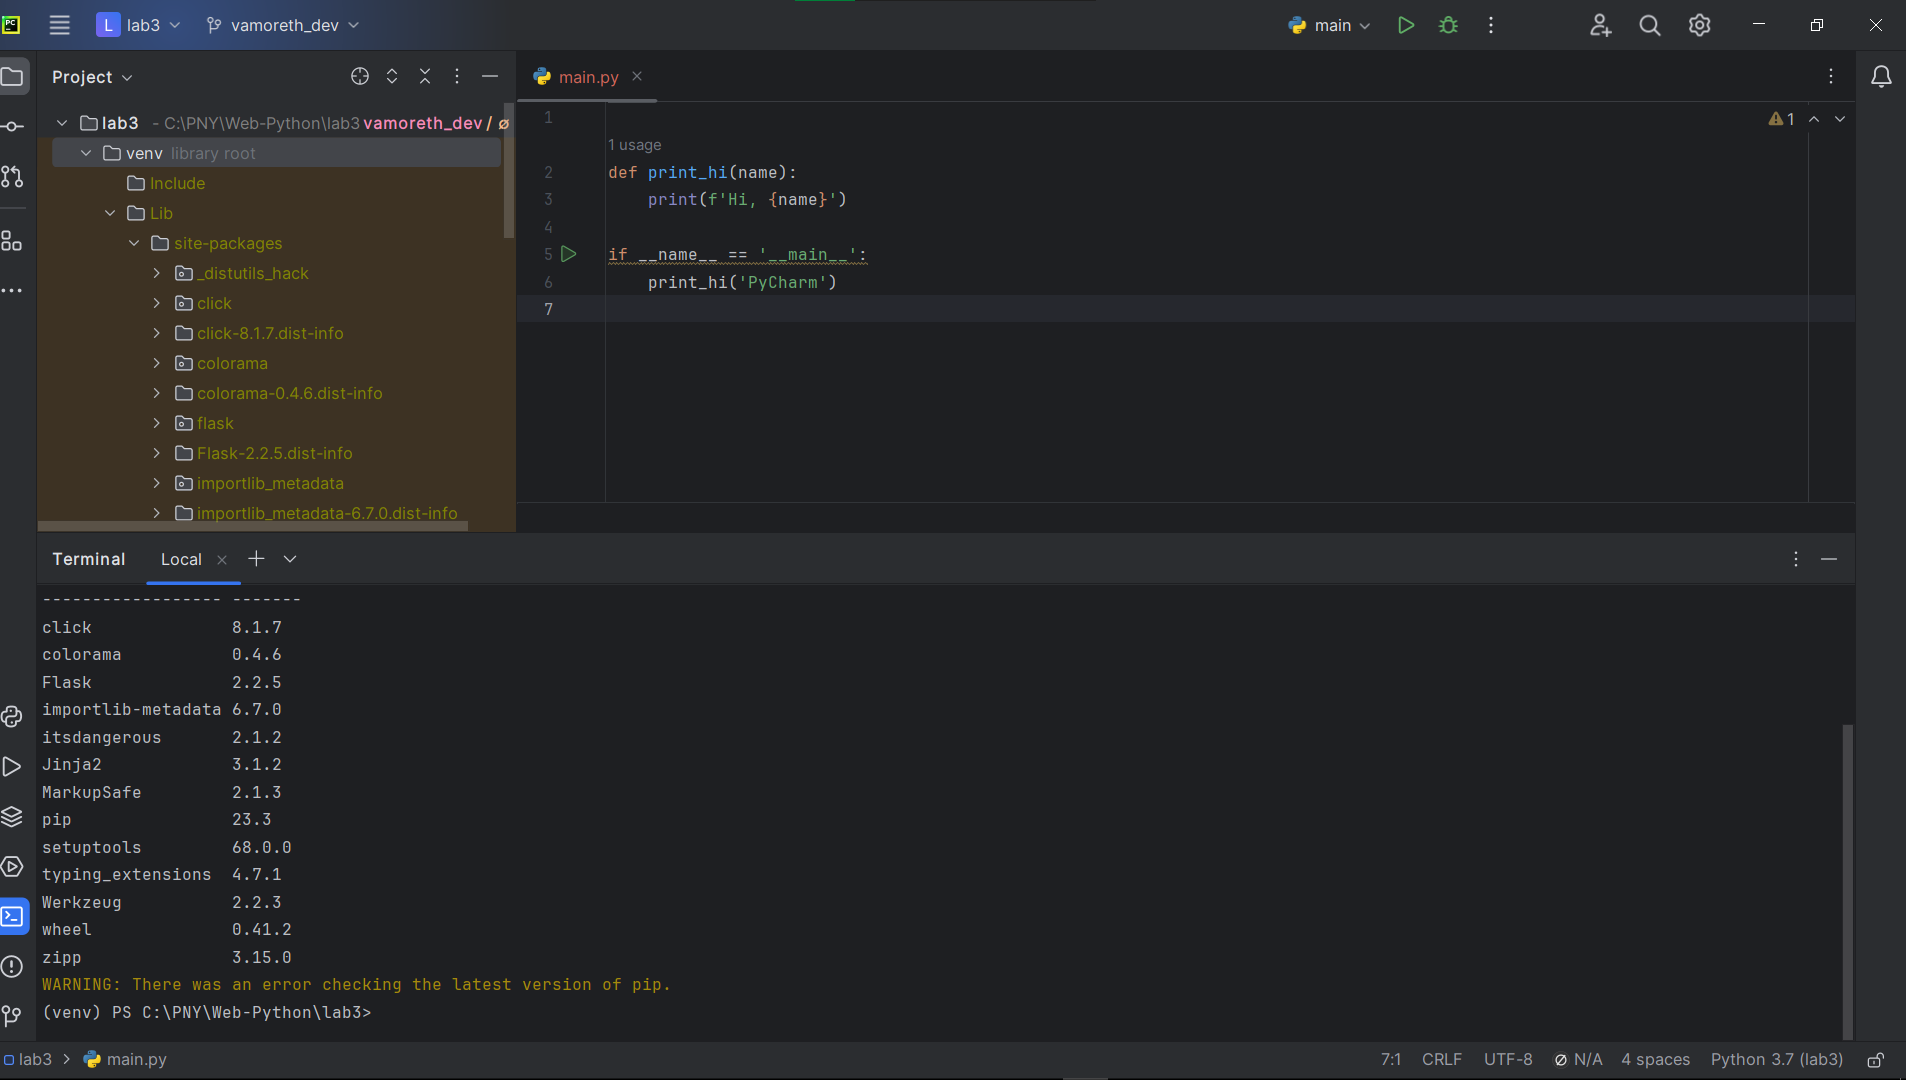 PC
L lab3 vamoreth_dev main
Project
main.py
lab3 - C:\PNY\Web-Python\lab3 vamoreth_dev / ∅
venv library root
Include
Lib
site-packages
_distutils_hack
click
click-8.1.7.dist-info
colorama
colorama-0.4.6.dist-info
flask
Flask-2.2.5.dist-info
importlib_metadata
importlib_metadata-6.7.0.dist-info
1
1 usage
2 def print_hi(name):
3 print(f'Hi, {name}')
4
5 if __name__ == '__main__':
6 print_hi('PyCharm')
7
1
Terminal Local
------------------ -------
click 8.1.7
colorama 0.4.6
Flask 2.2.5
importlib-metadata 6.7.0
itsdangerous 2.1.2
Jinja2 3.1.2
MarkupSafe 2.1.3
pip 23.3
setuptools 68.0.0
typing_extensions 4.7.1
Werkzeug 2.2.3
wheel 0.41.2
zipp 3.15.0
WARNING: There was an error checking the latest version of pip.
(venv) PS C:\PNY\Web-Python\lab3>
lab3 > main.py
7:1 CRLF UTF-8 ∅ N/A 4 spaces Python 3.7 (lab3)